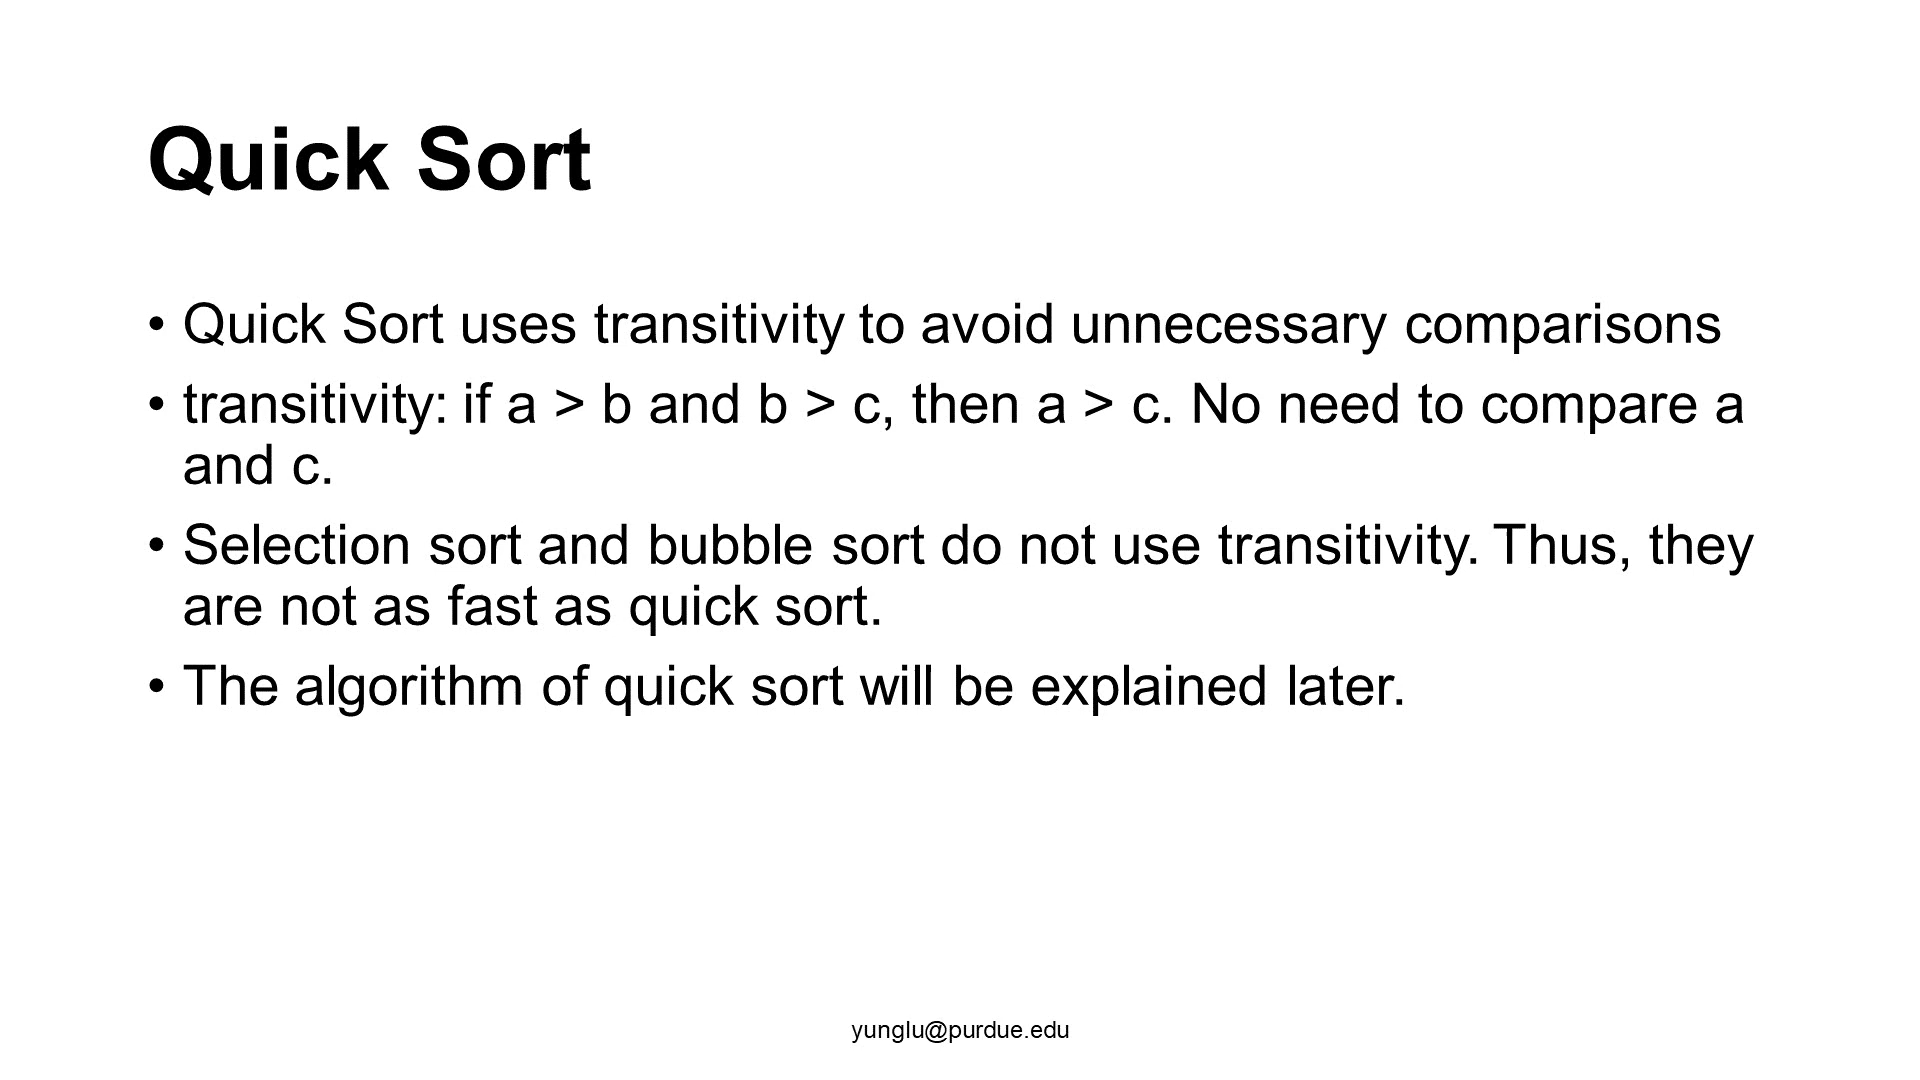 Quick Sort
• Quick Sort uses transitivity to avoid unnecessary comparisons
• transitivity: if a > b and b > c, then a > c. No need to compare a
and c.
• Selection sort and bubble sort do not use transitivity. Thus, they
are not as fast as quick sort.
• The algorithm of quick sort will be explained later.
yunglu@purdue.edu